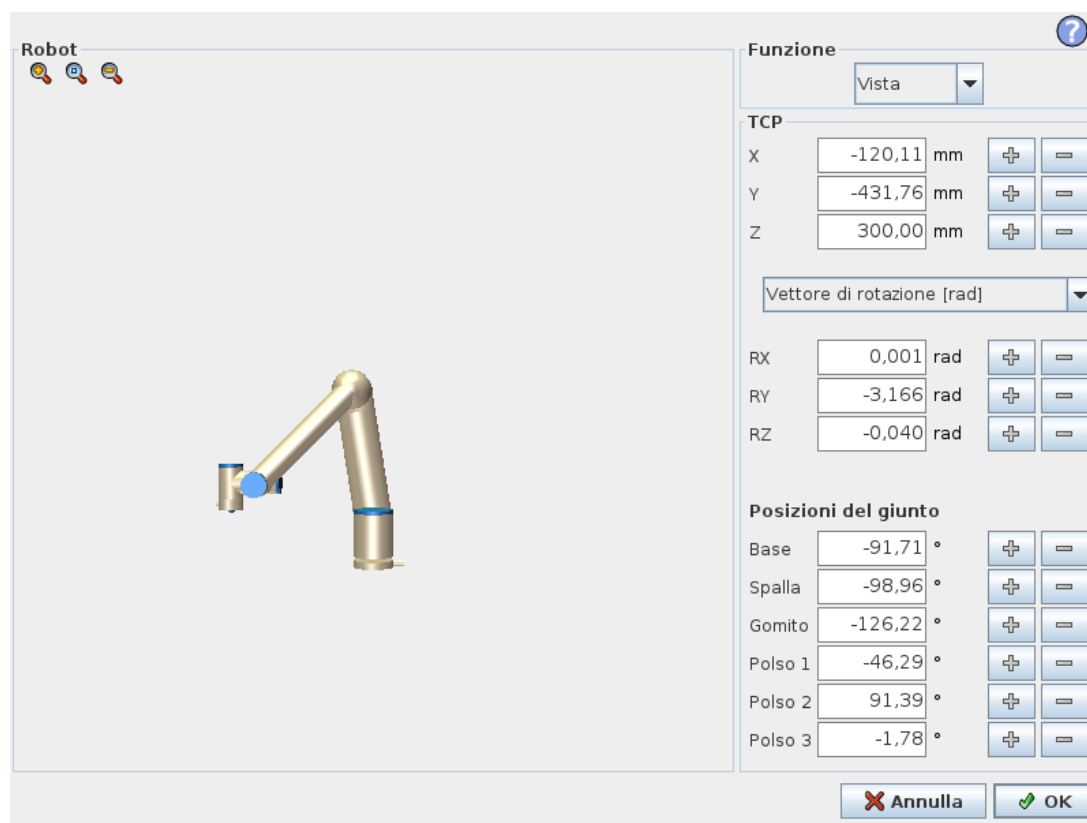 Robot
Funzione
Vista
TCP
X -120,11 mm
Y -431,76 mm
Z 300,00 mm
Vettore di rotazione [rad]
RX 0,001 rad
RY -3,166 rad
RZ -0,040 rad
Posizioni del giunto
Base -91,71 °
Spalla -98,96 °
Gomito -126,22 °
Polso 1 -46,29 °
Polso 2 91,39 °
Polso 3 -1,78 °
Annulla OK